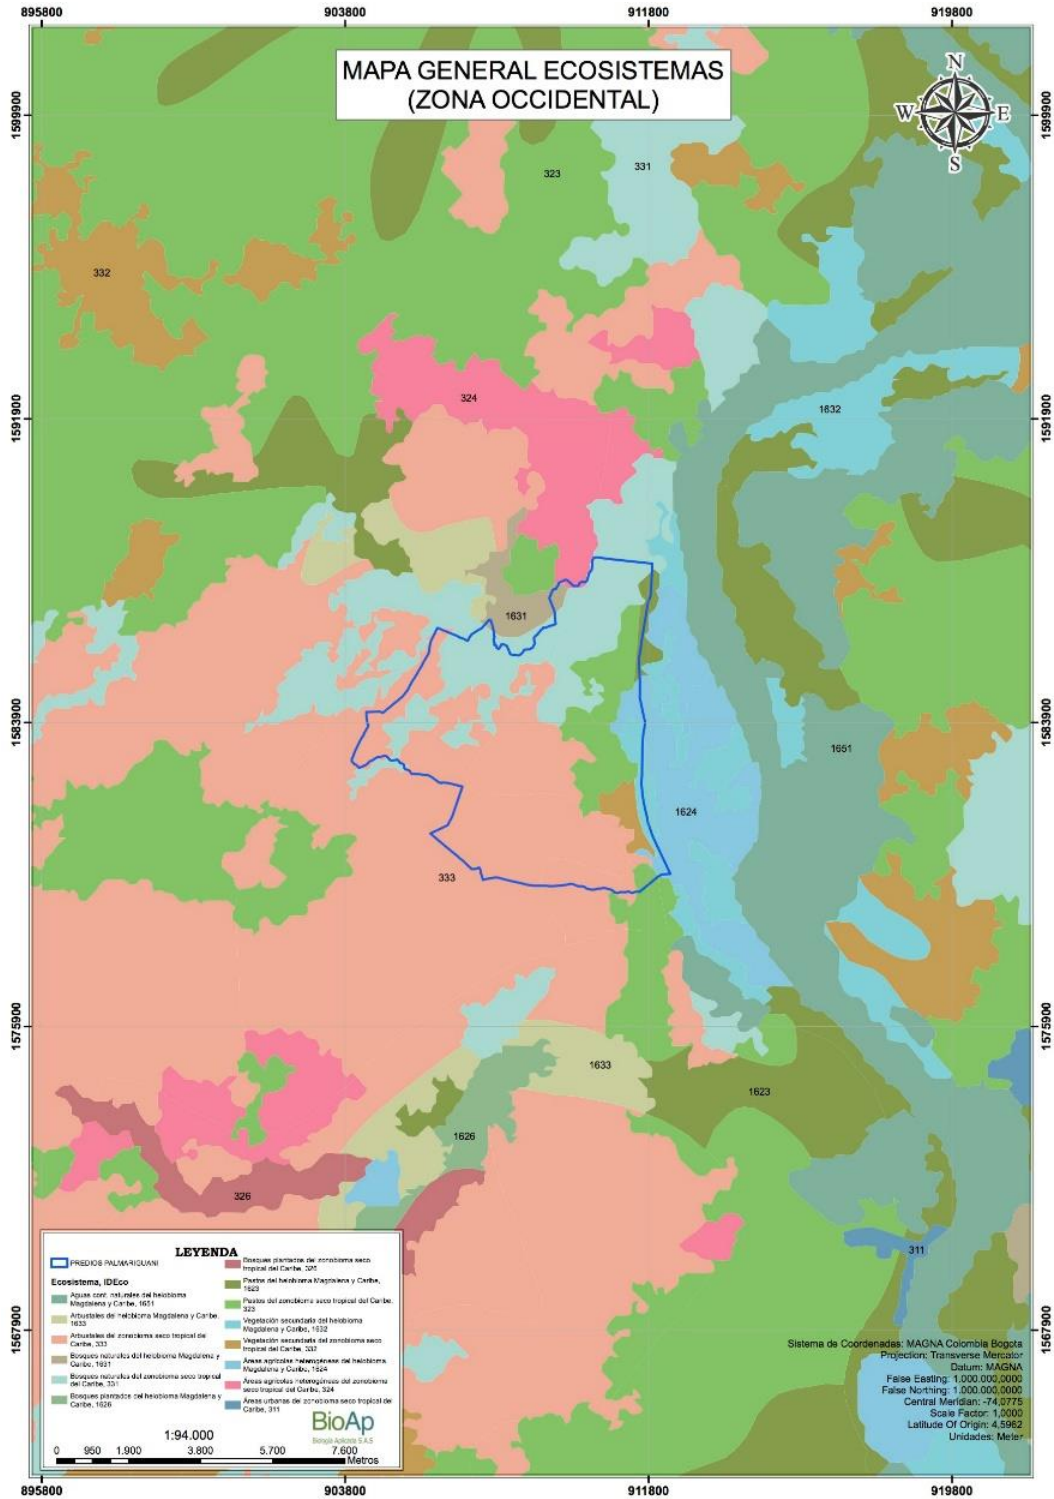 895800 903800 911800 919800
MAPA GENERAL ECOSISTEMAS
(ZONA OCCIDENTAL)
N
W E
S
1599900 1599900
323
331
332
324
1832
1591900 1591900
1631
1583900 1583900
1651
1624
333
1575900 1575900
1633
1623
1626
326
311
1567900 1567900
LEYENDA
PREDIOS PALMARIGUANI
Ecosistema, IDEco
Aguas cont. naturales del helobioma
Magdalena y Caribe, 1651
Arbustales del helobioma Magdalena y Caribe,
1633
Arbustales del zonobioma seco tropical del
Caribe, 333
Bosques naturales del helobioma Magdalena y
Caribe, 1631
Bosques naturales del zonobioma seco tropical
del Caribe, 331
Bosques plantados del helobioma Magdalena y
Caribe, 1626
Bosques plantados del zonobioma seco
tropical del Caribe, 326
Pastos del helobioma Magdalena y Caribe,
1623
Pastos del zonobioma seco tropical del Caribe,
323
Vegetación secundaria del helobioma
Magdalena y Caribe, 1632
Vegetación secundaria del zonobioma seco
tropical del Caribe, 332
Áreas agrícolas heterogéneas del helobioma
Magdalena y Caribe, 1624
Áreas agrícolas heterogéneas del zonobioma
seco tropical del Caribe, 324
Áreas urbanas del zonobioma seco tropical del
Caribe, 311
BioAp
Biología Aplicada S.A.S
1:94.000
0 950 1.900 3.800 5.700 7.600
Metros
Sistema de Coordenadas: MAGNA Colombia Bogota
Projection: Transverse Mercator
Datum: MAGNA
False Easting: 1.000.000,0000
False Northing: 1.000.000,0000
Central Meridian: -74,0775
Scale Factor: 1,0000
Latitude Of Origin: 4,5962
Unidades: Meter
895800 903800 911800 919800